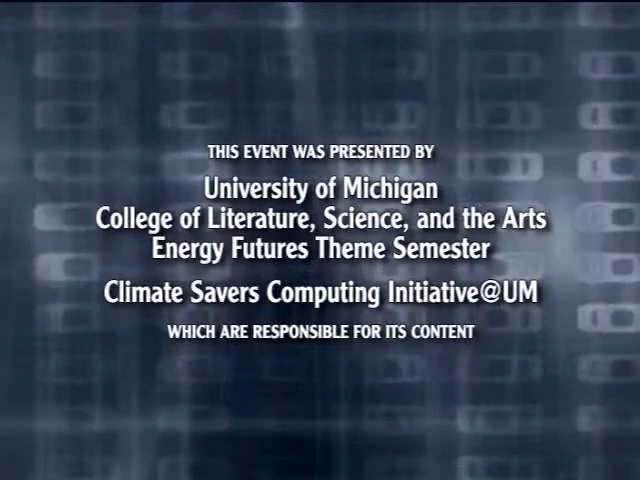 THIS EVENT WAS PRESENTED BY
University of Michigan
College of Literature, Science, and the Arts
Energy Futures Theme Semester
Climate Savers Computing Initiative@UM
WHICH ARE RESPONSIBLE FOR ITS CONTENT